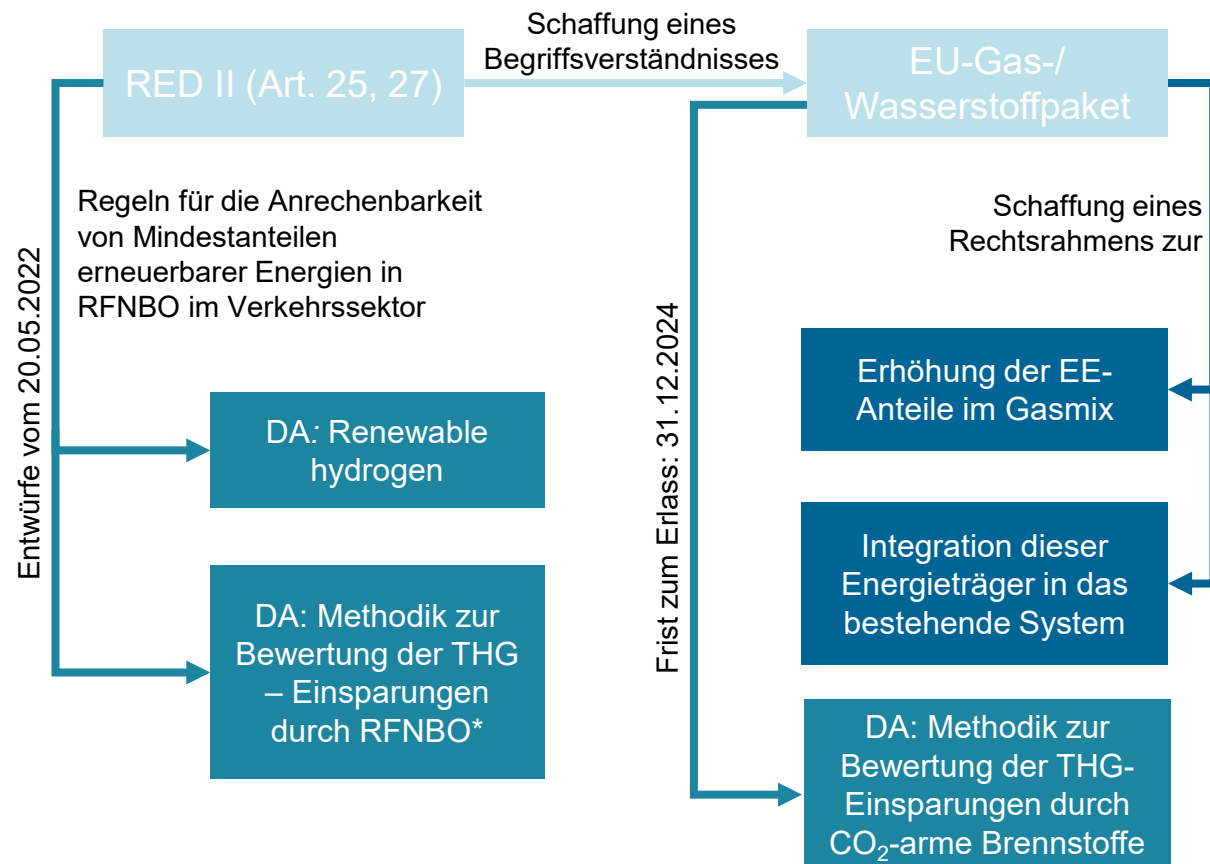 Schaffung eines
Begriffsverständnisses
RED II (Art. 25, 27)
EU-Gas-/
Wasserstoffpaket
Regeln für die Anrechenbarkeit
von Mindestanteilen
erneuerbarer Energien in
RFNBO im Verkehrssektor
Schaffung eines
Rechtsrahmens zur
Entwürfe vom 20.05.2022
Frist zum Erlass: 31.12.2024
DA: Renewable
hydrogen
DA: Methodik zur
Bewertung der THG
– Einsparungen
durch RFNBO*
Erhöhung der EE-
Anteile im Gasmix
Integration dieser
Energieträger in das
bestehende System
DA: Methodik zur
Bewertung der THG-
Einsparungen durch
CO₂-arme Brennstoffe